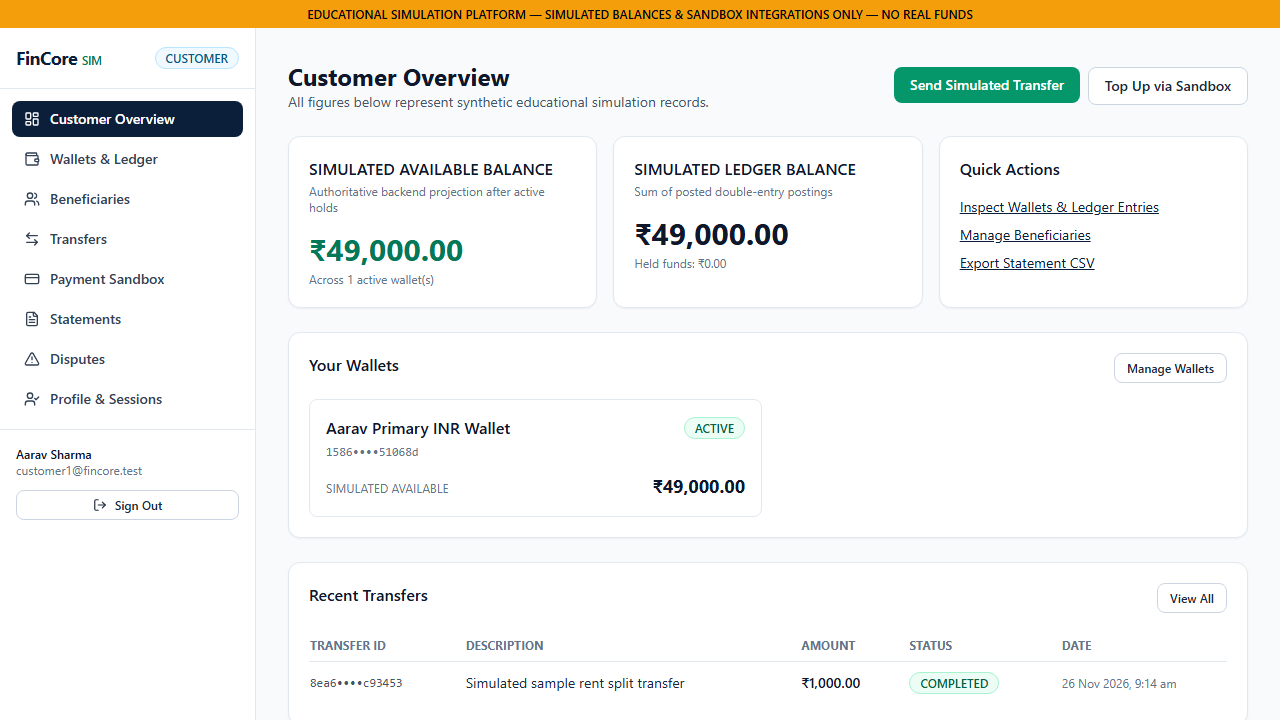 EDUCATIONAL SIMULATION PLATFORM — SIMULATED BALANCES & SANDBOX INTEGRATIONS ONLY — NO REAL FUNDS
FinCore SIM
CUSTOMER
Customer Overview
Wallets & Ledger
Beneficiaries
Transfers
Payment Sandbox
Statements
Disputes
Profile & Sessions
Aarav Sharma
customer1@fincore.test
Sign Out
Customer Overview
All figures below represent synthetic educational simulation records.
Send Simulated Transfer
Top Up via Sandbox
SIMULATED AVAILABLE BALANCE
Authoritative backend projection after active
holds
₹49,000.00
Across 1 active wallet(s)
SIMULATED LEDGER BALANCE
Sum of posted double-entry postings
₹49,000.00
Held funds: ₹0.00
Quick Actions
Inspect Wallets & Ledger Entries
Manage Beneficiaries
Export Statement CSV
Your Wallets
Manage Wallets
Aarav Primary INR Wallet
ACTIVE
1586••••51068d
SIMULATED AVAILABLE
₹49,000.00
Recent Transfers
View All
TRANSFER ID DESCRIPTION AMOUNT STATUS DATE
8ea6••••c93453 Simulated sample rent split transfer ₹1,000.00 COMPLETED 26 Nov 2026, 9:14 am